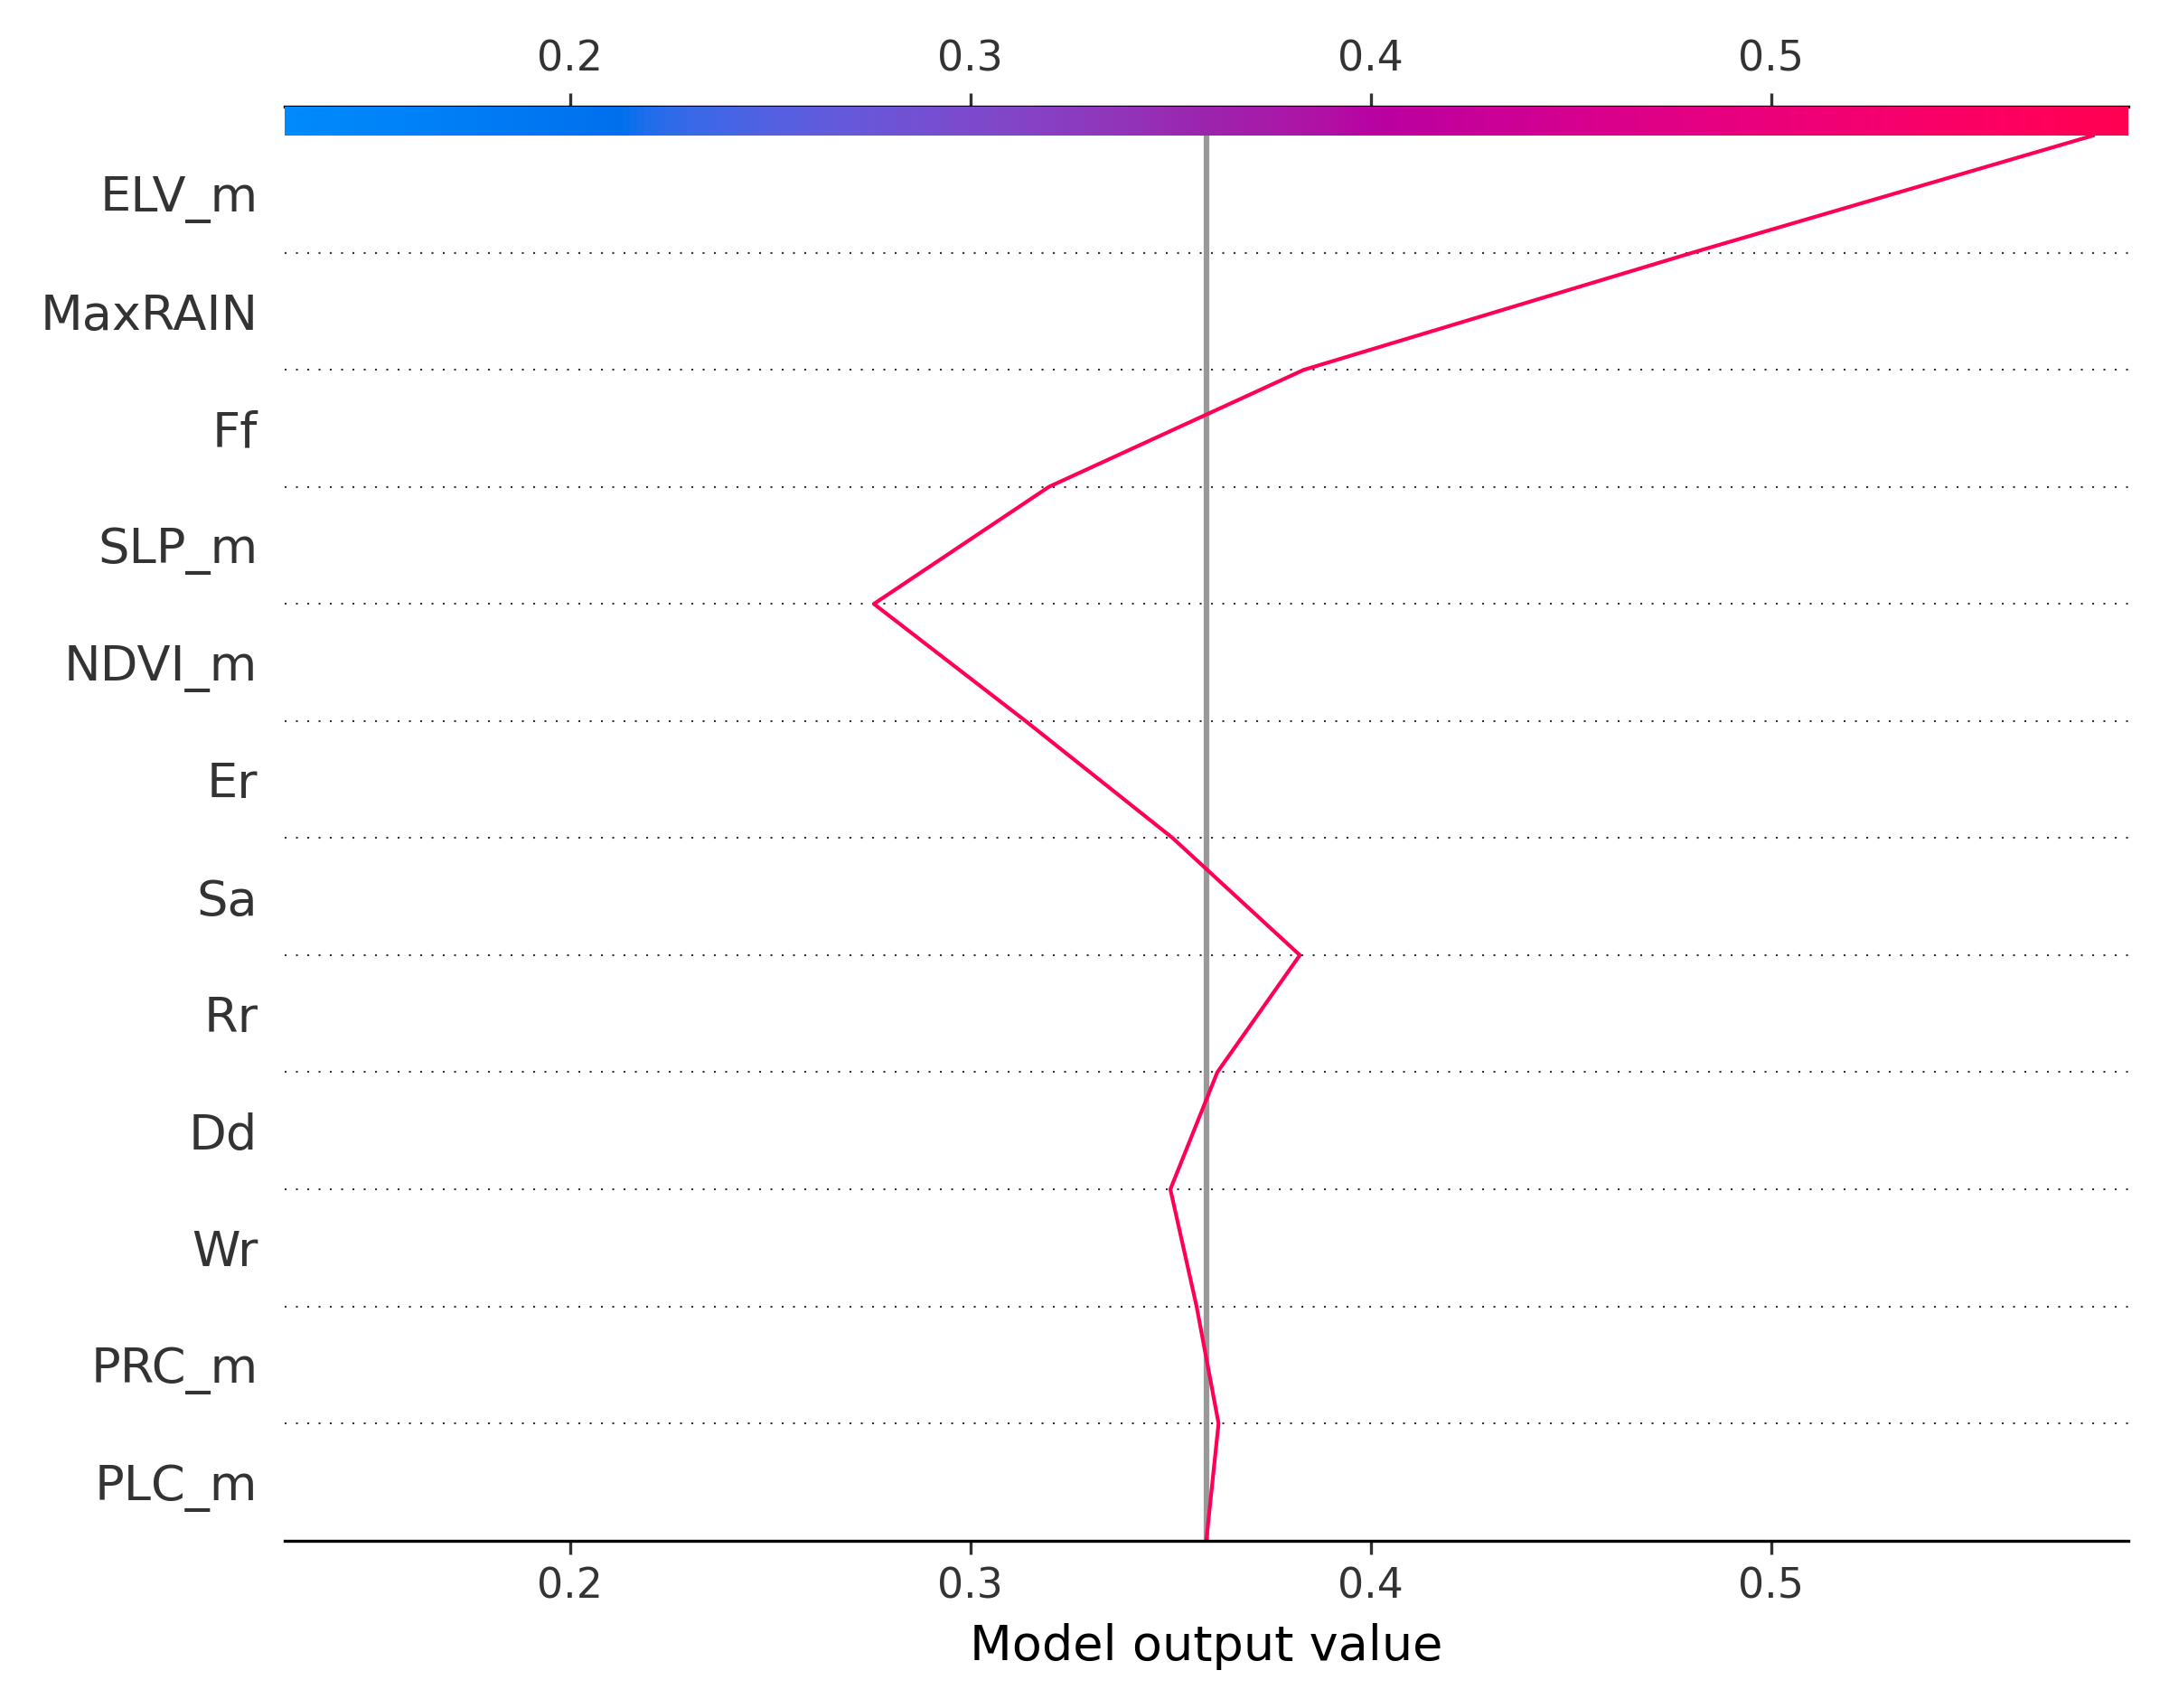 0.2 0.3 0.4 0.5
ELV_m
MaxRAIN
Ff
SLP_m
NDVI_m
Er
Sa
Rr
Dd
Wr
PRC_m
PLC_m
0.2 0.3 0.4 0.5
Model output value